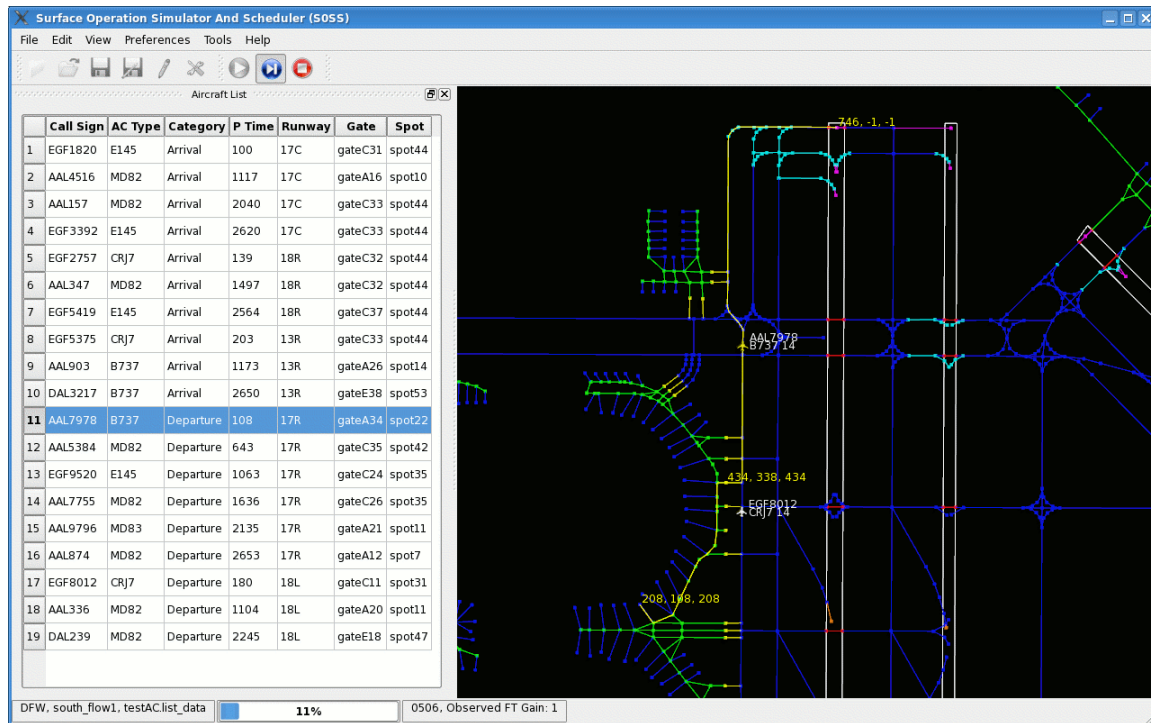 Surface Operation Simulator And Scheduler (SOSS)
File Edit View Preferences Tools Help
Aircraft List
Call Sign AC Type Category P Time Runway Gate Spot
1 EGF1820 E145 Arrival 100 17C gateC31 spot44
2 AAL4516 MD82 Arrival 1117 17C gateA16 spot10
3 AAL157 MD82 Arrival 2040 17C gateC33 spot44
4 EGF3392 E145 Arrival 2620 17C gateC33 spot44
5 EGF2757 CRJ7 Arrival 139 18R gateC32 spot44
6 AAL347 MD82 Arrival 1497 18R gateC32 spot44
7 EGF5419 E145 Arrival 2564 18R gateC37 spot44
8 EGF5375 CRJ7 Arrival 203 13R gateC33 spot44
9 AAL903 B737 Arrival 1173 13R gateA26 spot14
10 DAL3217 B737 Arrival 2650 13R gateE38 spot53
11 AAL7978 B737 Departure 108 17R gateA34 spot22
12 AAL5384 MD82 Departure 643 17R gateC35 spot42
13 EGF9520 E145 Departure 1063 17R gateC24 spot35
14 AAL7755 MD82 Departure 1636 17R gateC26 spot35
15 AAL9796 MD83 Departure 2135 17R gateA21 spot11
16 AAL874 MD82 Departure 2653 17R gateA12 spot7
17 EGF8012 CRJ7 Departure 180 18L gateC11 spot31
18 AAL336 MD82 Departure 1104 18L gateA20 spot11
19 DAL239 MD82 Departure 2245 18L gateE18 spot47
746, -1, -1
AAL7978
B737 14
434, 338, 434
EGF8012
CRJ7 14
208, 198, 208
DFW, south_flow1, testAC.list_data
11%
0506, Observed FT Gain: 1